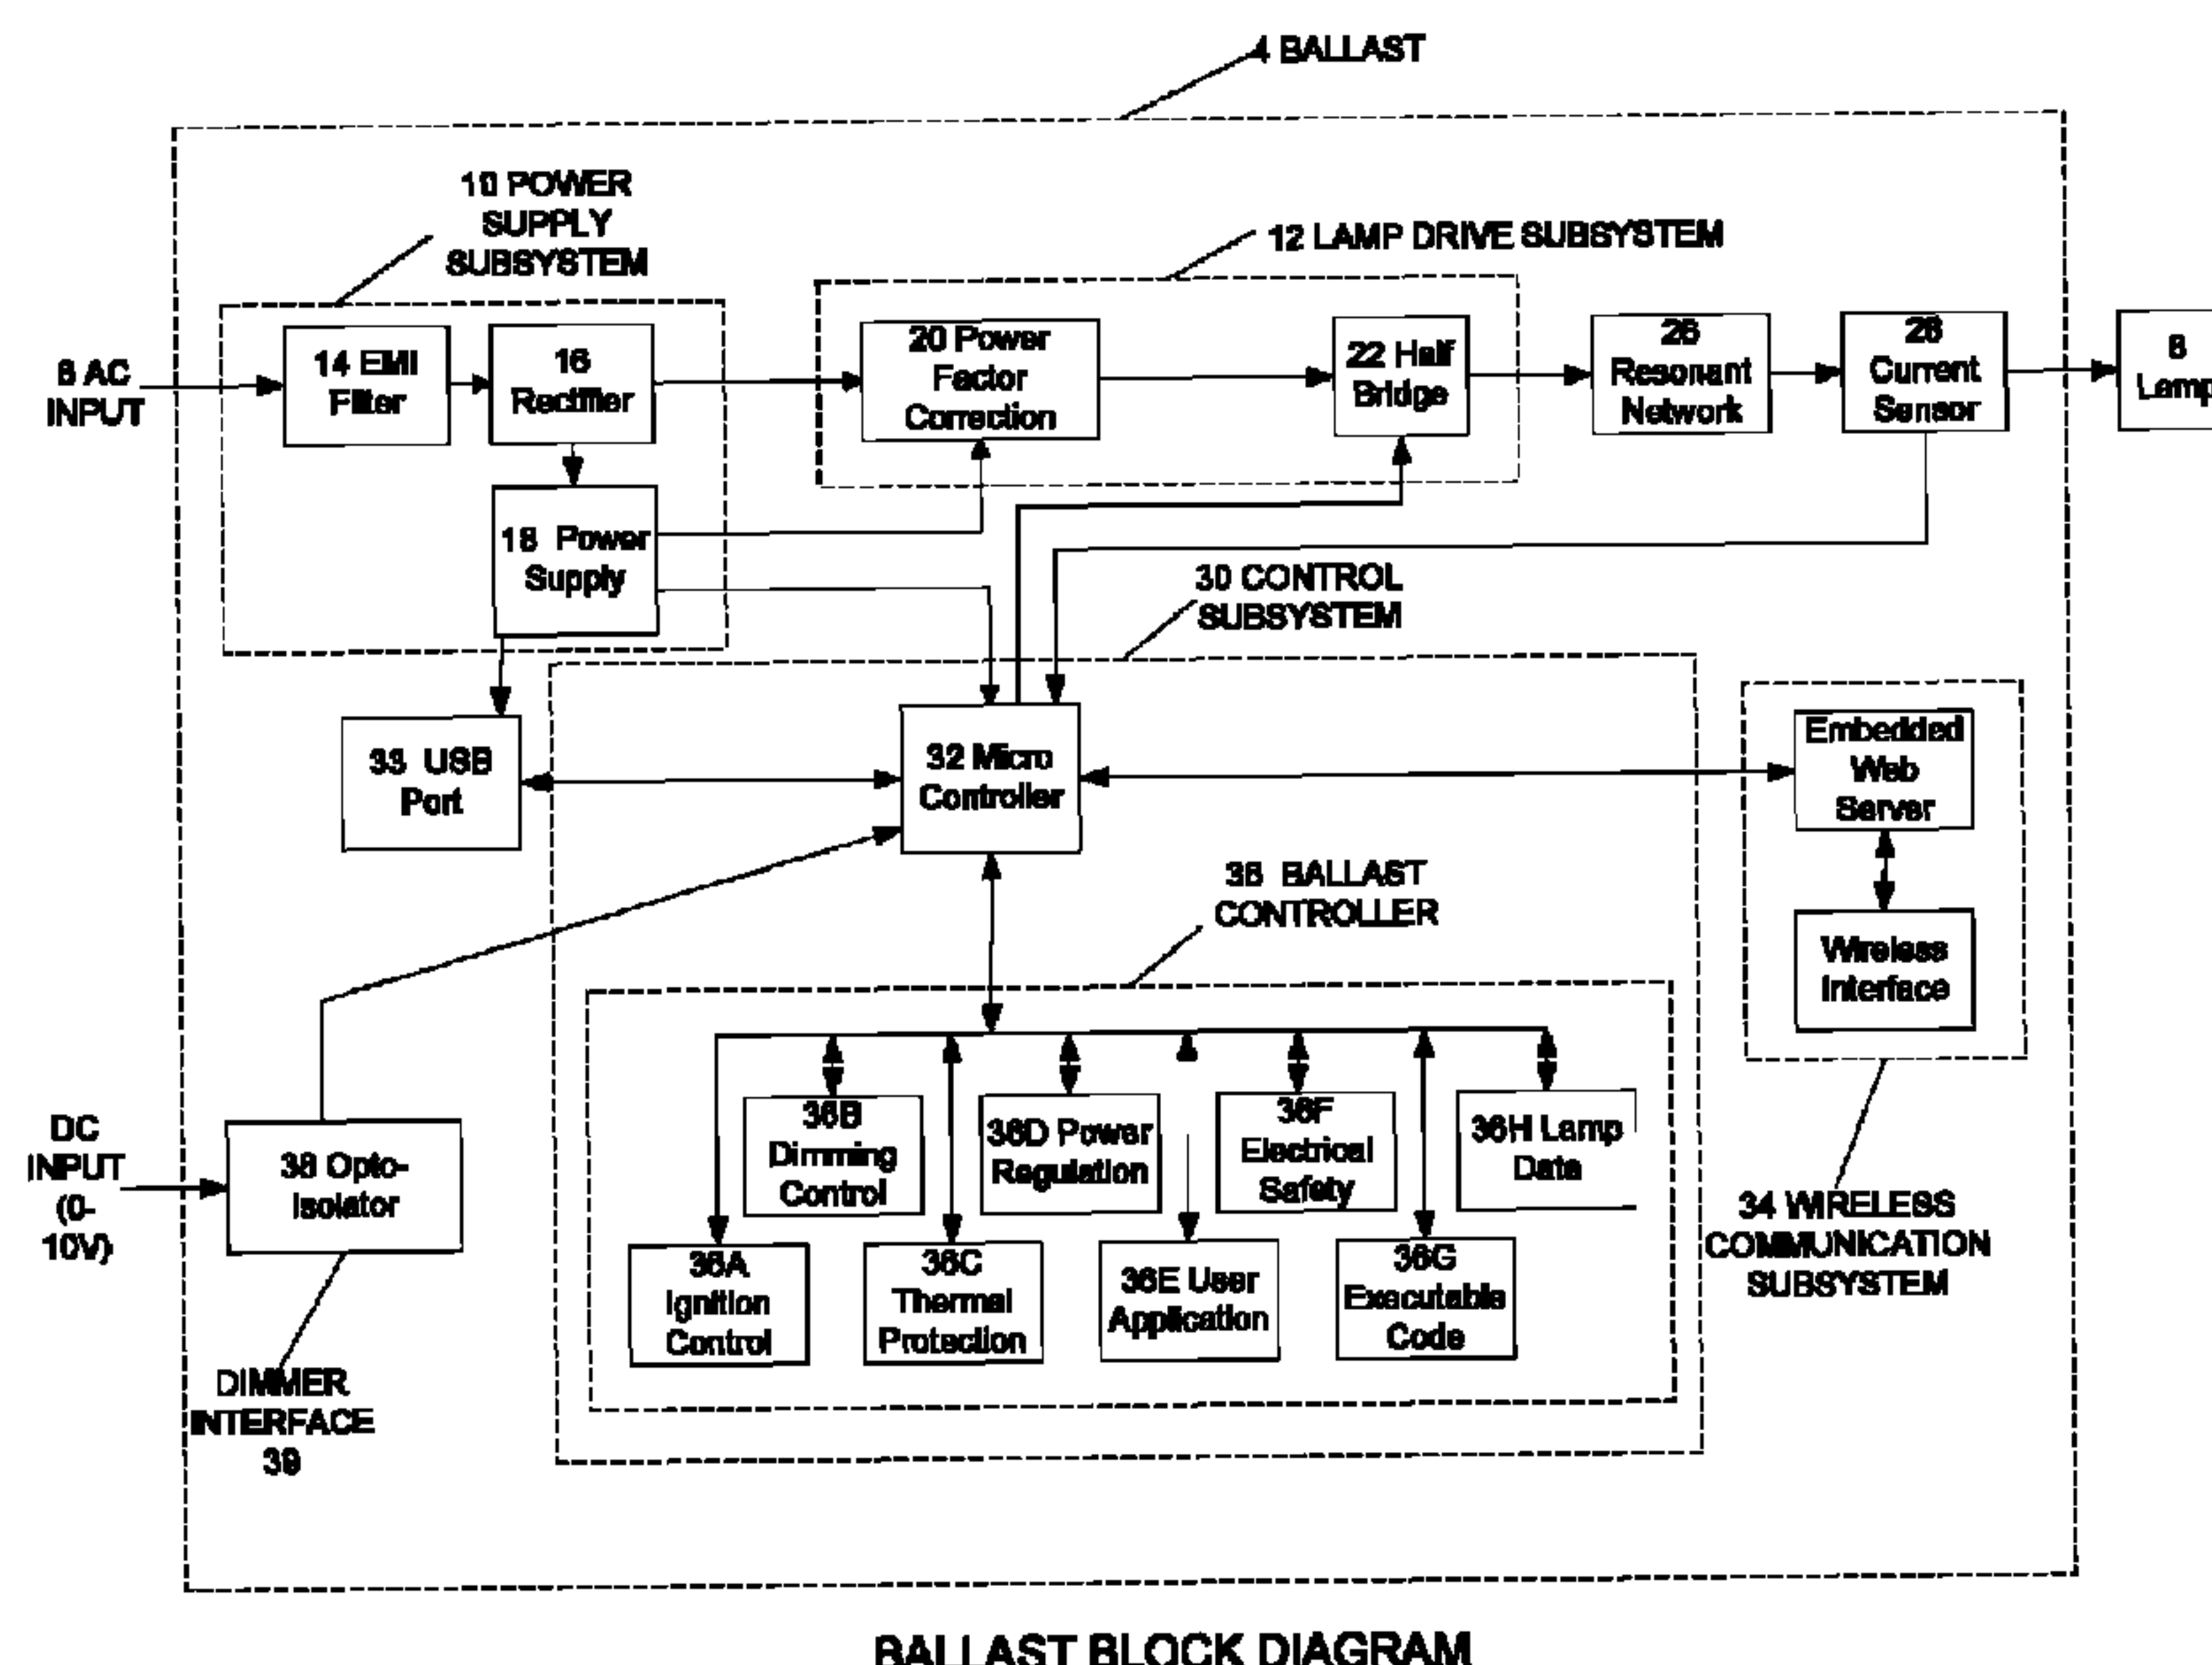 4 BALLAST
10 POWER
SUPPLY
SUBSYSTEM
12 LAMP DRIVE SUBSYSTEM
6 AC
INPUT
14 EMI
Filter
16
Rectifier
20 Power
Factor
Correction
22 Half
Bridge
26
Resonant
Network
28
Current
Sensor
8
Lamp
18 Power
Supply
30 CONTROL
SUBSYSTEM
33 USB
Port
32 Micro
Controller
Embedded
Web
Server
Wireless
Interface
36 BALLAST
CONTROLLER
36B
Dimming
Control
36D Power
Regulation
36F
Electrical
Safety
36H Lamp
Data
DC
INPUT
(0-
10V)
38 Opto-
Isolator
36A
Ignition
Control
36C
Thermal
Protection
36E User
Application
36G
Executable
Code
34 WIRELESS
COMMUNICATION
SUBSYSTEM
DIMMER
INTERFACE
39
BALLAST BLOCK DIAGRAM